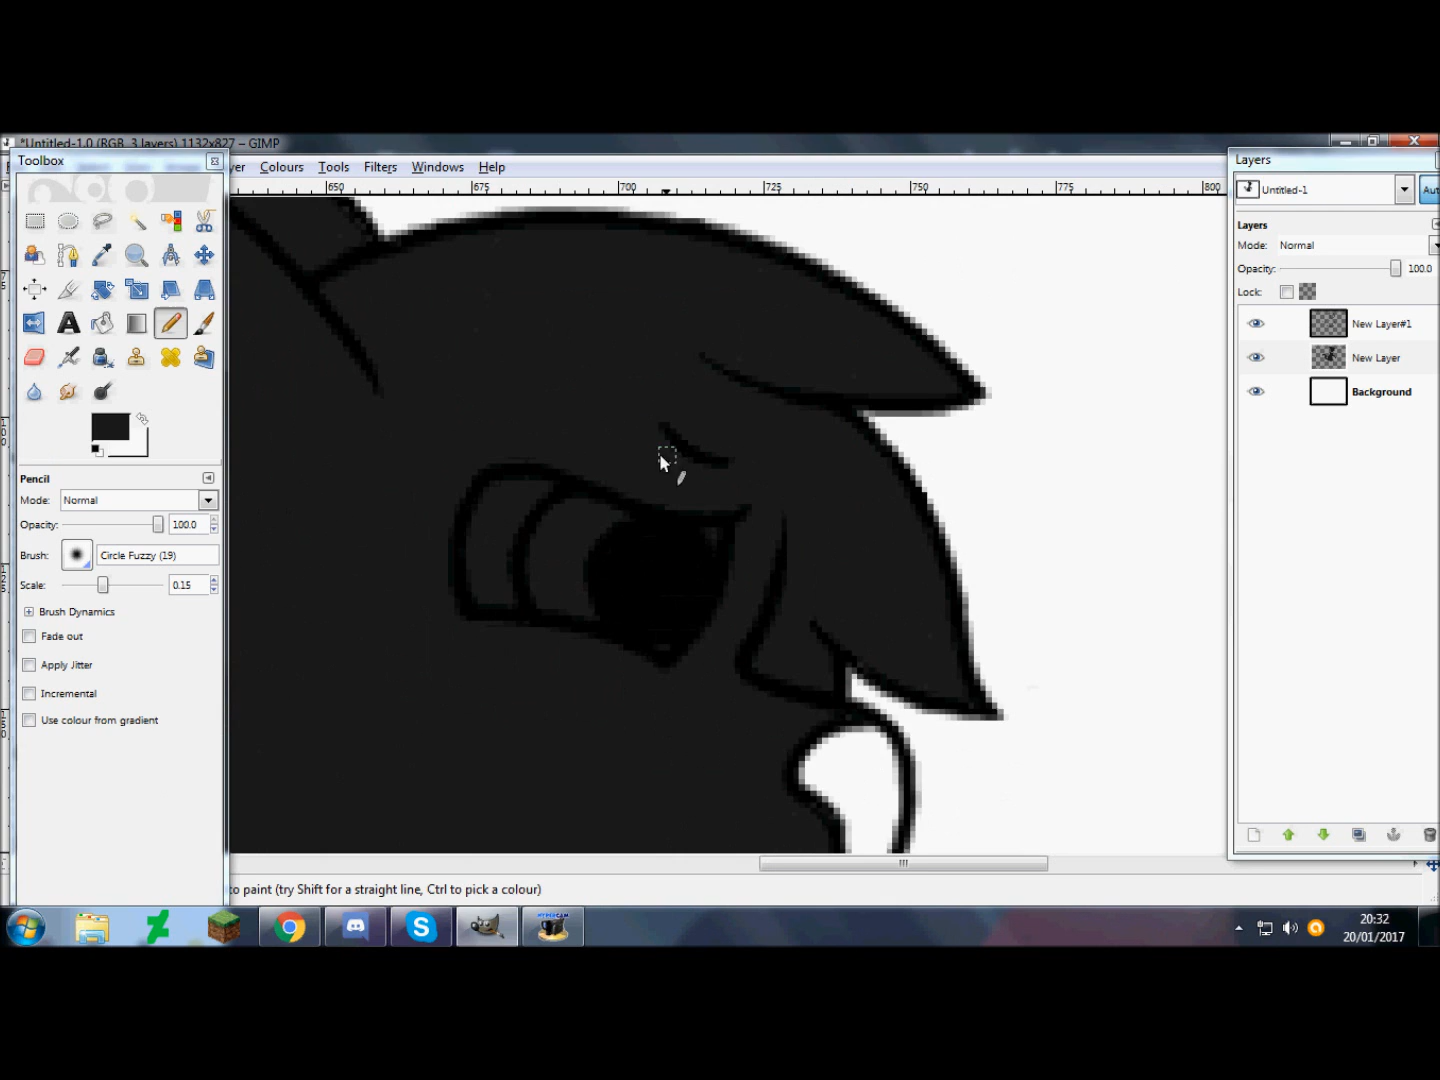 *Untitled-1.0 (RGB, 3 layers) 1132x827 – GIMP
Toolbox
yer Colours Tools Filters Windows Help
650 675 700 725 750 775 800
Layers
Untitled-1
Aut
Layers
Mode: Normal
Opacity: 100.0
Lock:
New Layer#1
New Layer
Background
Pencil
Mode: Normal
Opacity: 100.0
Brush: Circle Fuzzy (19)
Scale: 0.15
Brush Dynamics
Fade out
Apply Jitter
Incremental
Use colour from gradient
to paint (try Shift for a straight line, Ctrl to pick a colour)
HYPERCAM
20:32
20/01/2017